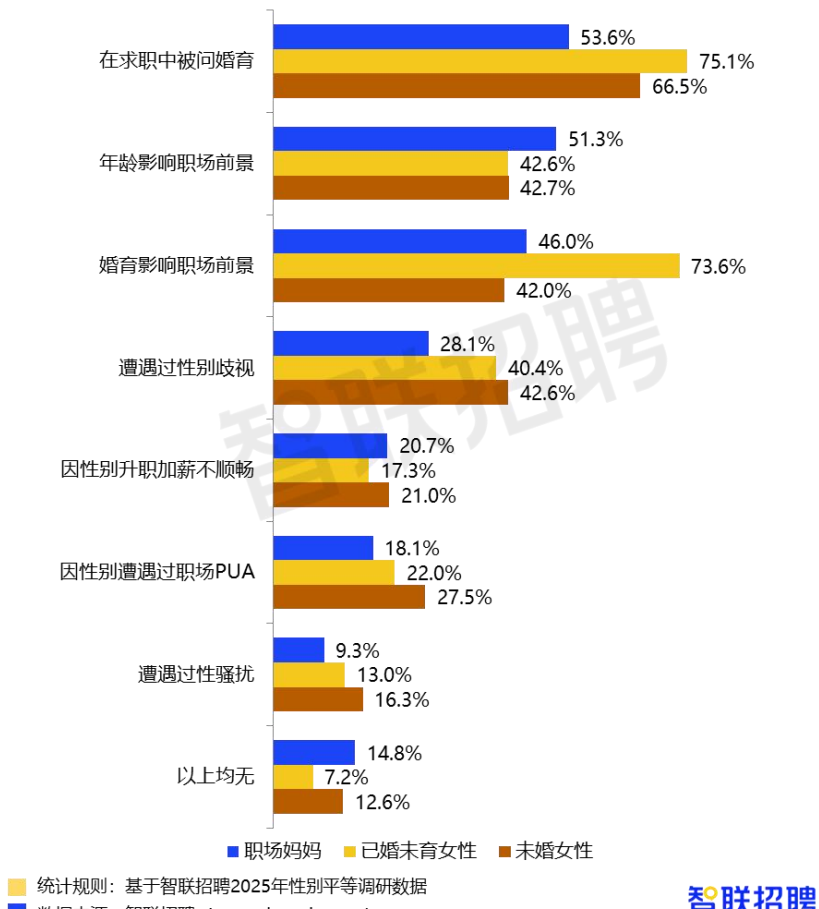 53.6%
在求职中被问婚育
75.1%
66.5%
51.3%
年龄影响职场前景
42.6%
42.7%
46.0%
婚育影响职场前景
73.6%
42.0%
28.1%
遭遇过性别歧视
40.4%
42.6%
20.7%
因性别升职加薪不顺畅
17.3%
21.0%
18.1%
因性别遭遇过职场PUA
22.0%
27.5%
9.3%
遭遇过性骚扰
13.0%
16.3%
14.8%
以上均无
7.2%
12.6%
智联招聘
职场妈妈 已婚未育女性 未婚女性
统计规则：基于智联招聘2025年性别平等调研数据
智联招聘